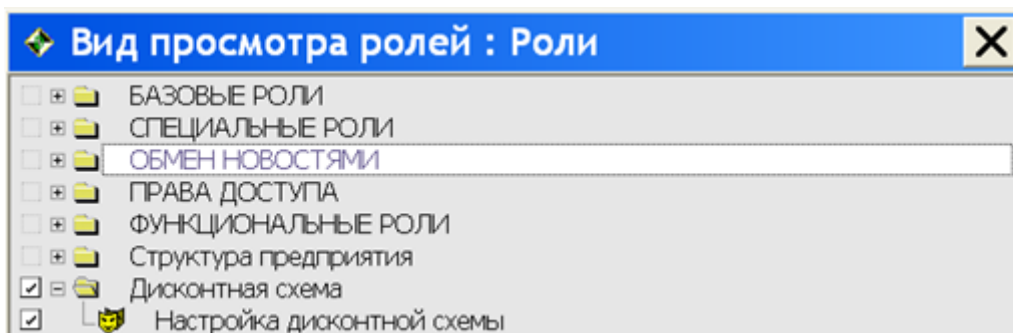 Вид просмотра ролей : Роли
БАЗОВЫЕ РОЛИ
СПЕЦИАЛЬНЫЕ РОЛИ
ОБМЕН НОВОСТЯМИ
ПРАВА ДОСТУПА
ФУНКЦИОНАЛЬНЫЕ РОЛИ
Структура предприятия
Дисконтная схема
Настройка дисконтной схемы